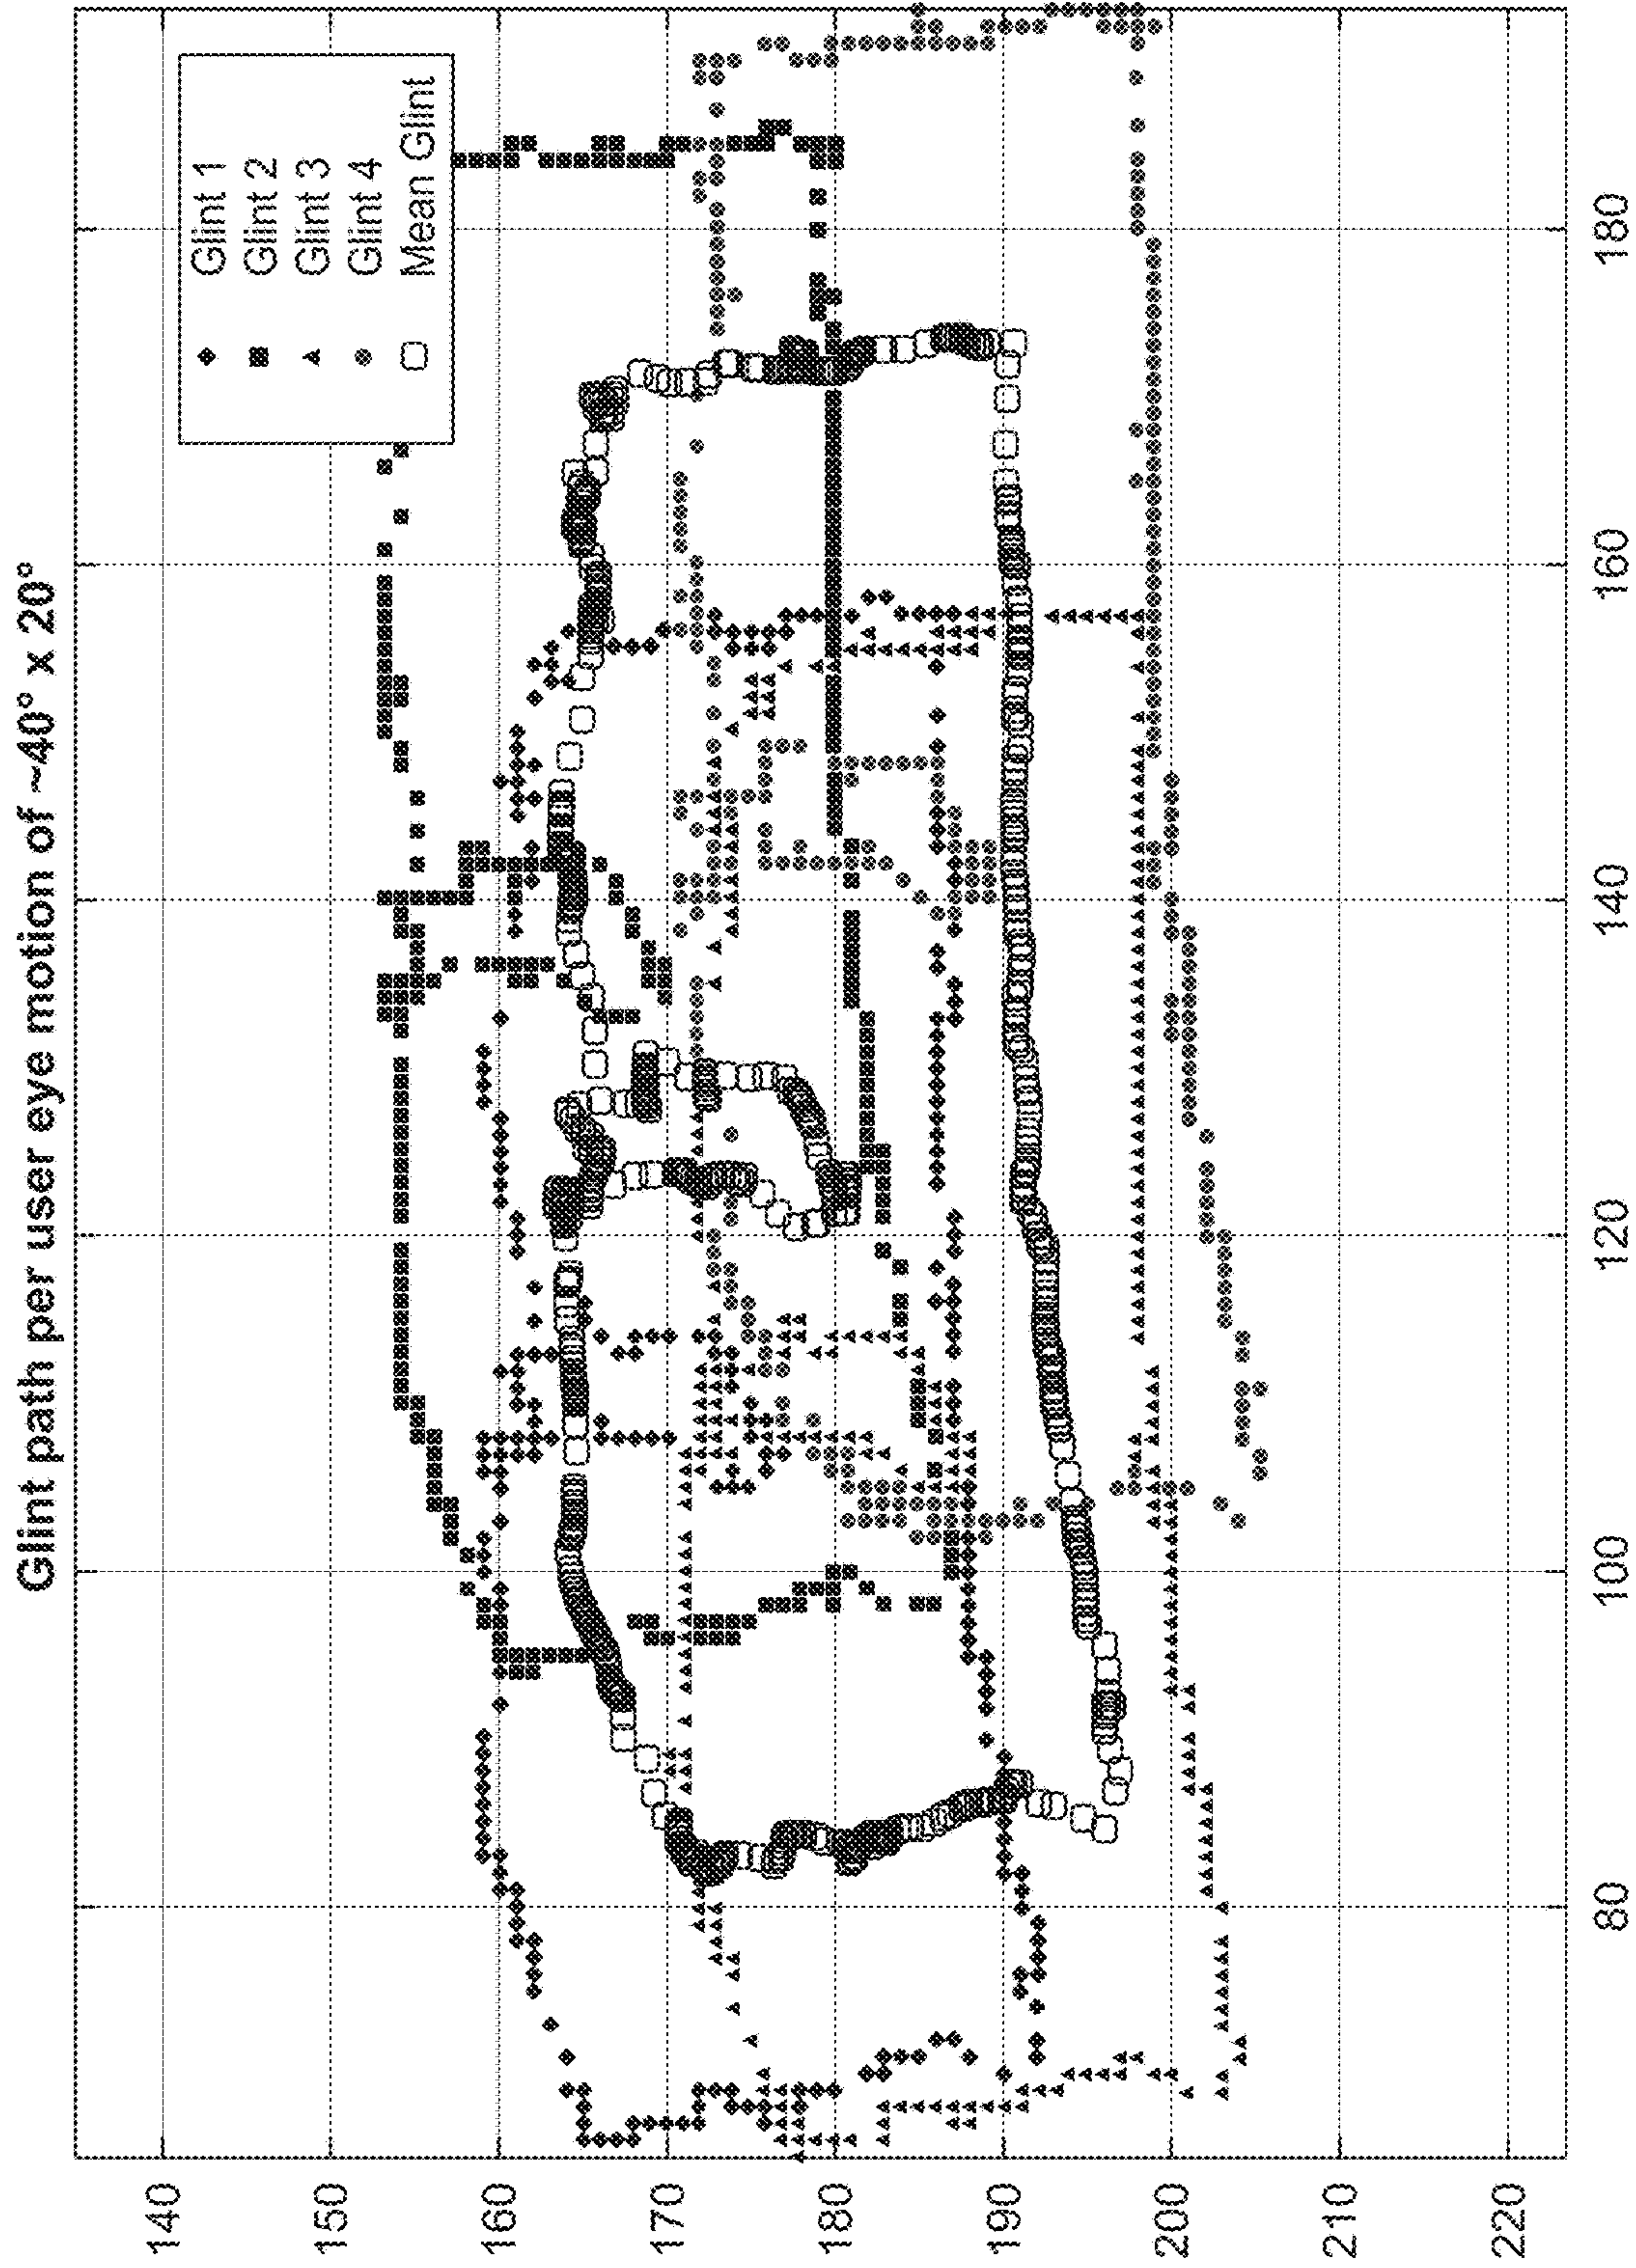 Glint path per user eye motion of ~40° x 20°
Glint 1
Glint 2
Glint 3
Glint 4
Mean Glint
140
150
160
170
180
190
200
210
220
80
100
120
140
160
180